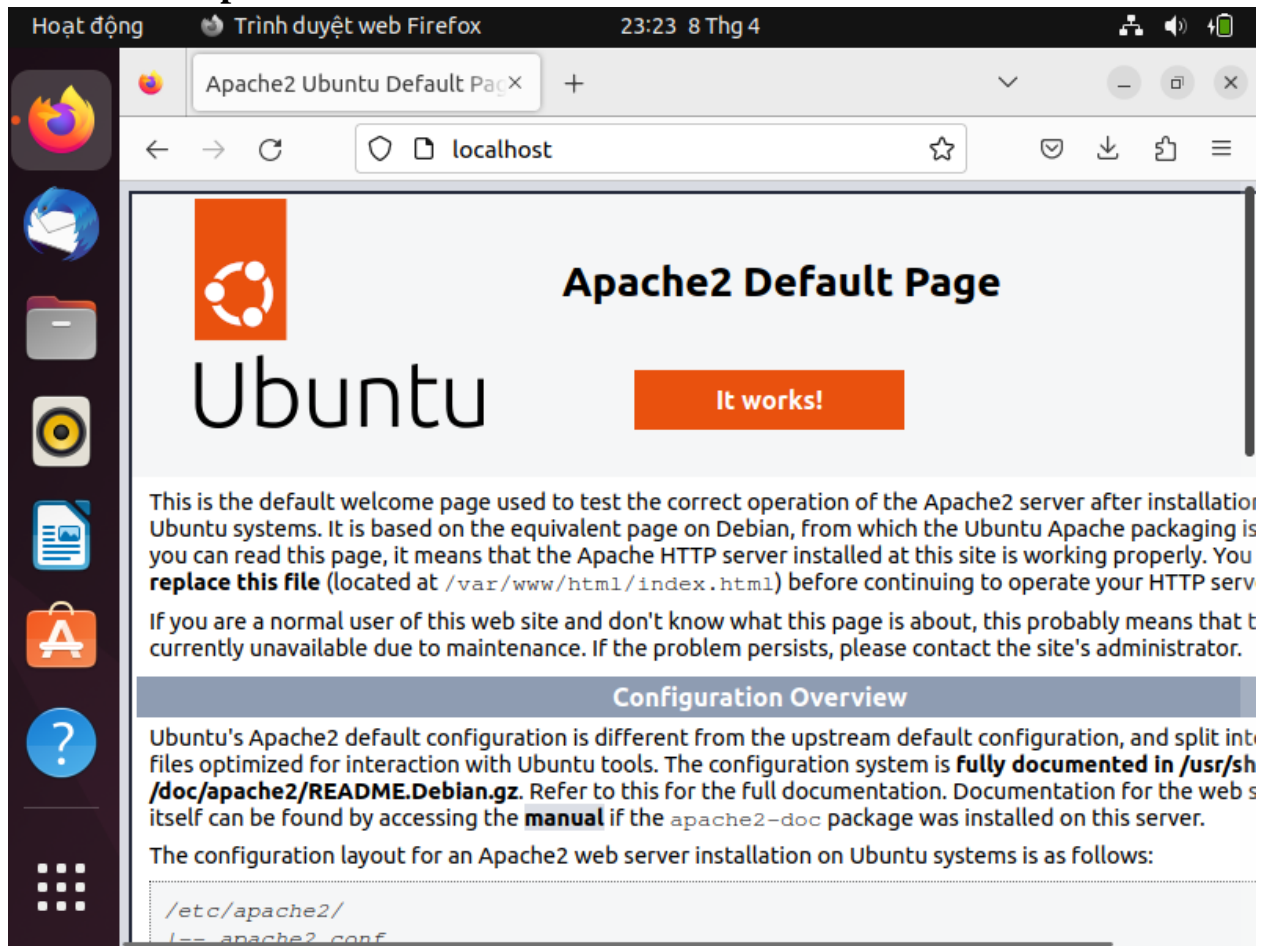 Hoạt động Trình duyệt web Firefox 23:23 8 Thg 4
Apache2 Ubuntu Default Pag
localhost
Apache2 Default Page
Ubuntu
It works!
This is the default welcome page used to test the correct operation of the Apache2 server after installation
Ubuntu systems. It is based on the equivalent page on Debian, from which the Ubuntu Apache packaging is
you can read this page, it means that the Apache HTTP server installed at this site is working properly. You
replace this file (located at /var/www/html/index.html) before continuing to operate your HTTP serv
If you are a normal user of this web site and don't know what this page is about, this probably means that t
currently unavailable due to maintenance. If the problem persists, please contact the site's administrator.
Configuration Overview
Ubuntu's Apache2 default configuration is different from the upstream default configuration, and split int
files optimized for interaction with Ubuntu tools. The configuration system is fully documented in /usr/sh
/doc/apache2/README.Debian.gz. Refer to this for the full documentation. Documentation for the web s
itself can be found by accessing the manual if the apache2-doc package was installed on this server.
The configuration layout for an Apache2 web server installation on Ubuntu systems is as follows:
/etc/apache2/
|-- apache2.conf